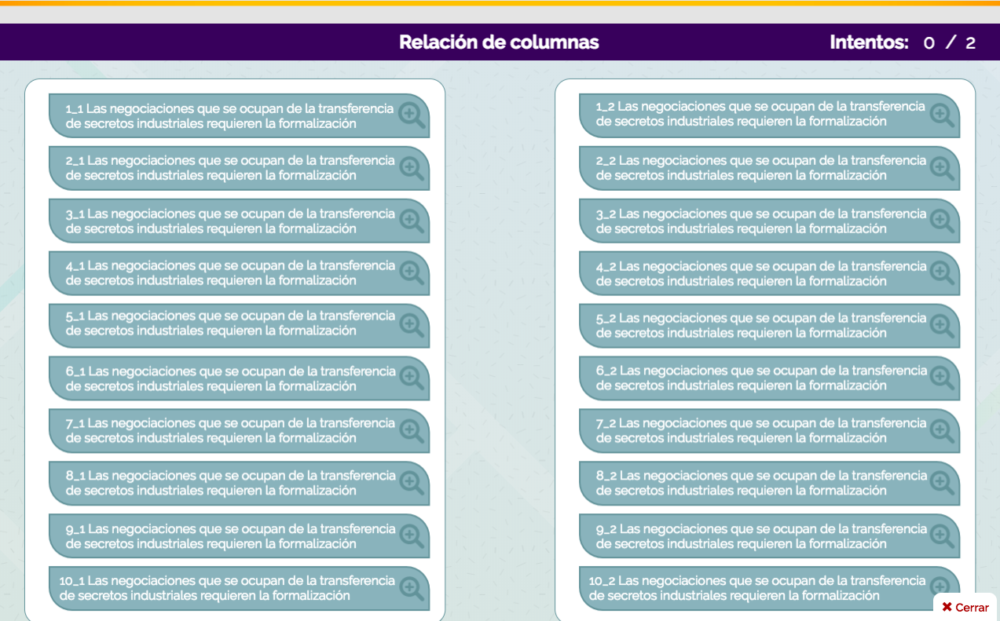 Relación de columnas
Intentos: 0 / 2
1_1 Las negociaciones que se ocupan de la transferencia
de secretos industriales requieren la formalización
2_1 Las negociaciones que se ocupan de la transferencia
de secretos industriales requieren la formalización
3_1 Las negociaciones que se ocupan de la transferencia
de secretos industriales requieren la formalización
4_1 Las negociaciones que se ocupan de la transferencia
de secretos industriales requieren la formalización
5_1 Las negociaciones que se ocupan de la transferencia
de secretos industriales requieren la formalización
6_1 Las negociaciones que se ocupan de la transferencia
de secretos industriales requieren la formalización
7_1 Las negociaciones que se ocupan de la transferencia
de secretos industriales requieren la formalización
8_1 Las negociaciones que se ocupan de la transferencia
de secretos industriales requieren la formalización
9_1 Las negociaciones que se ocupan de la transferencia
de secretos industriales requieren la formalización
10_1 Las negociaciones que se ocupan de la transferencia
de secretos industriales requieren la formalización
1_2 Las negociaciones que se ocupan de la transferencia
de secretos industriales requieren la formalización
2_2 Las negociaciones que se ocupan de la transferencia
de secretos industriales requieren la formalización
3_2 Las negociaciones que se ocupan de la transferencia
de secretos industriales requieren la formalización
4_2 Las negociaciones que se ocupan de la transferencia
de secretos industriales requieren la formalización
5_2 Las negociaciones que se ocupan de la transferencia
de secretos industriales requieren la formalización
6_2 Las negociaciones que se ocupan de la transferencia
de secretos industriales requieren la formalización
7_2 Las negociaciones que se ocupan de la transferencia
de secretos industriales requieren la formalización
8_2 Las negociaciones que se ocupan de la transferencia
de secretos industriales requieren la formalización
9_2 Las negociaciones que se ocupan de la transferencia
de secretos industriales requieren la formalización
10_2 Las negociaciones que se ocupan de la transferencia
de secretos industriales requieren la formalización
Cerrar